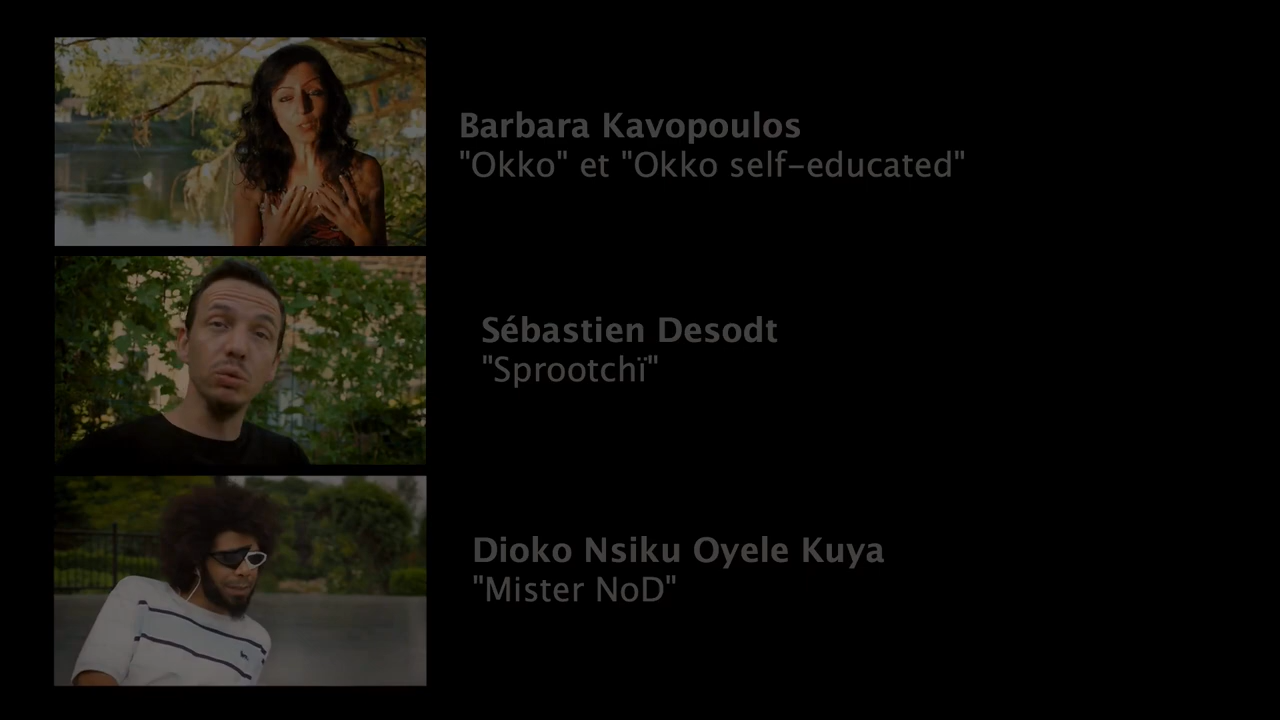 Barbara Kavopoulos
"Okko" et "Okko self-educated"
Sébastien Desodt
"Sprootchï"
Dioko Nsiku Oyele Kuya
"Mister NoD"